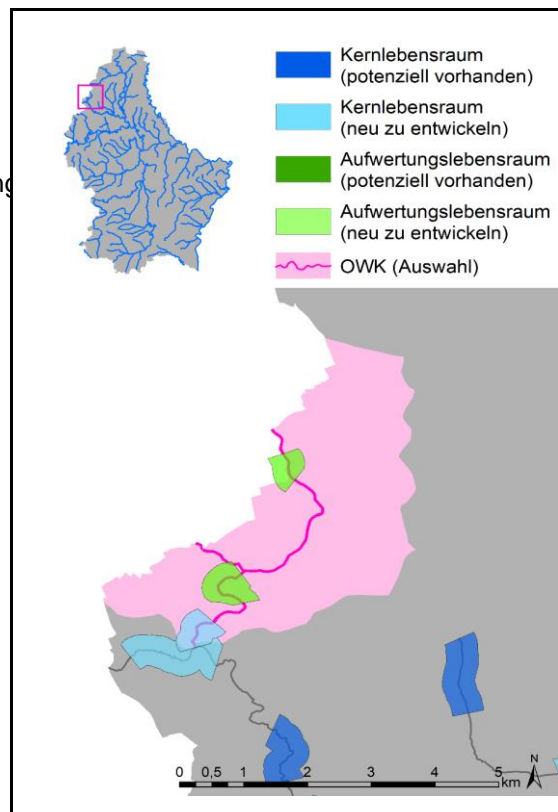 Kernlebensraum
(potenziell vorhanden)
Kernlebensraum
(neu zu entwickeln)
Aufwertungslebensraum
(potenziell vorhanden)
Aufwertungslebensraum
(neu zu entwickeln)
OWK (Auswahl)
0 0,5 1 2 3 4 5
km
N